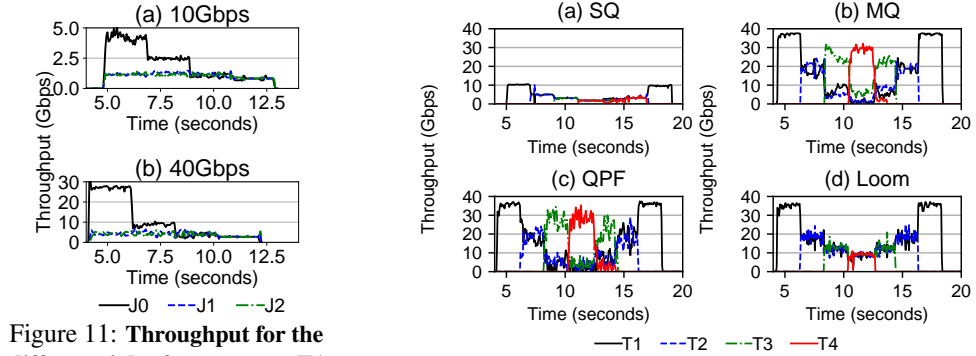 (a) 10Gbps
5.0
2.5
0.0
5.0 7.5 10.0 12.5
Time (seconds)
Throughput (Gbps)
(b) 40Gbps
30
20
10
0
5.0 7.5 10.0 12.5
Time (seconds)
J0 J1 J2
Figure 11: Throughput for the
(a) SQ
40
30
20
10
0
5 10 15 20
Time (seconds)
(b) MQ
40
30
20
10
0
5 10 15 20
Time (seconds)
Throughput (Gbps)
Throughput (Gbps)
(c) QPF
40
30
20
10
0
5 10 15 20
Time (seconds)
(d) Loom
40
30
20
10
0
5 10 15 20
Time (seconds)
T1 T2 T3 T4